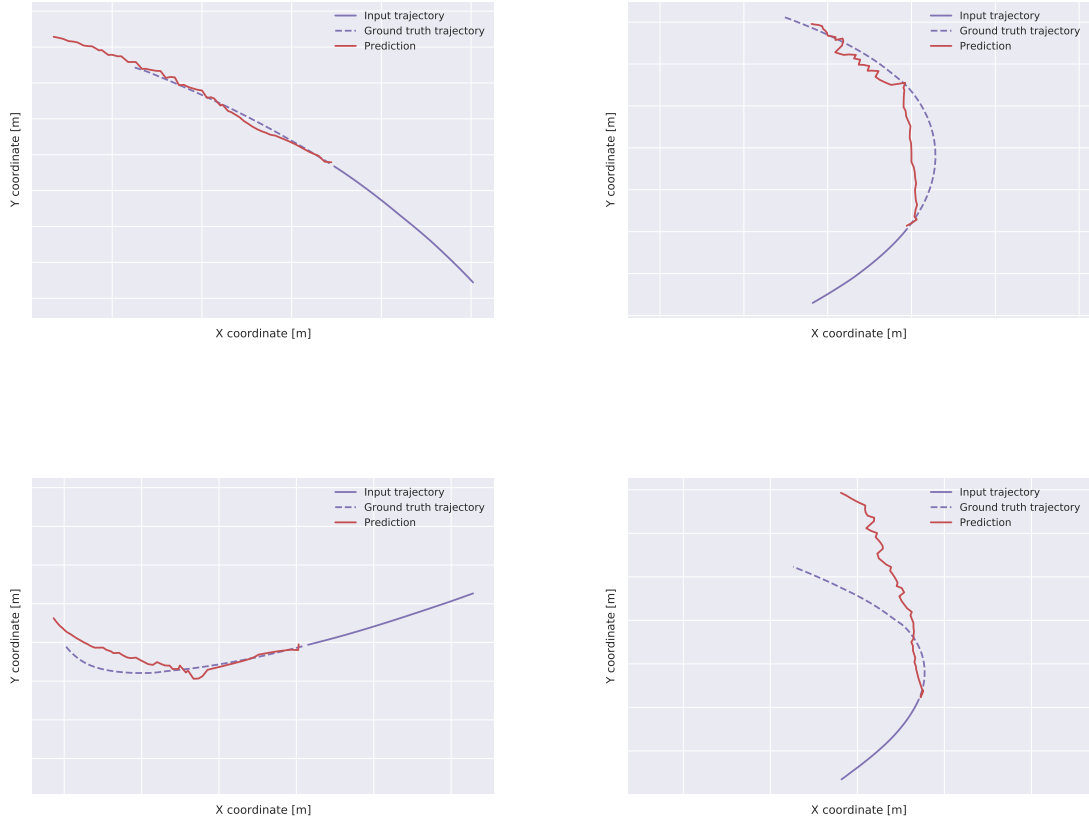 Input trajectory
Ground truth trajectory
Prediction
Y coordinate [m]
X coordinate [m]
Input trajectory
Ground truth trajectory
Prediction
Y coordinate [m]
X coordinate [m]
Input trajectory
Ground truth trajectory
Prediction
Y coordinate [m]
X coordinate [m]
Input trajectory
Ground truth trajectory
Prediction
Y coordinate [m]
X coordinate [m]